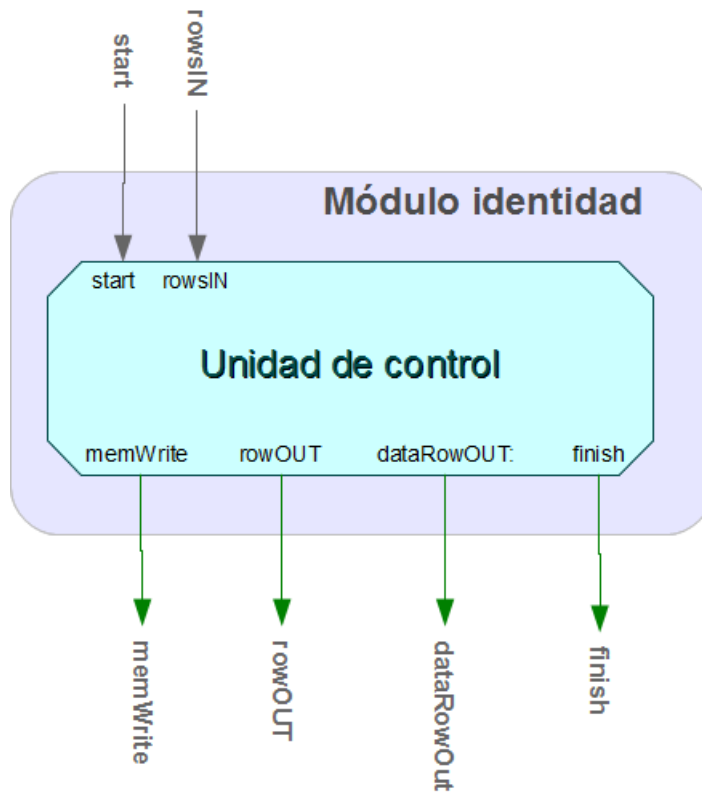 start
rowsIN
Módulo identidad
start
rowsIN
Unidad de control
memWrite
rowOUT
dataRowOUT:
finish
memWrite
rowOUT
dataRowOut
finish